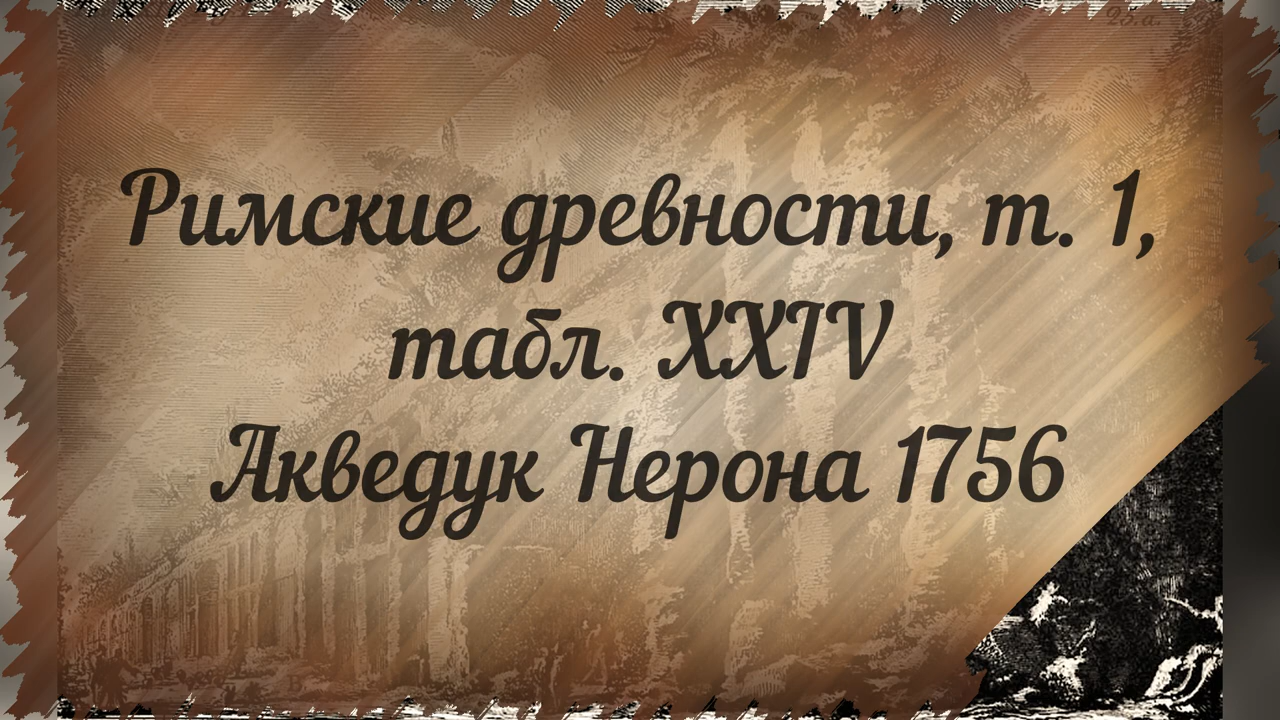 Римские древности, т. 1,
табл. XXIV
Акведук Нерона 1756